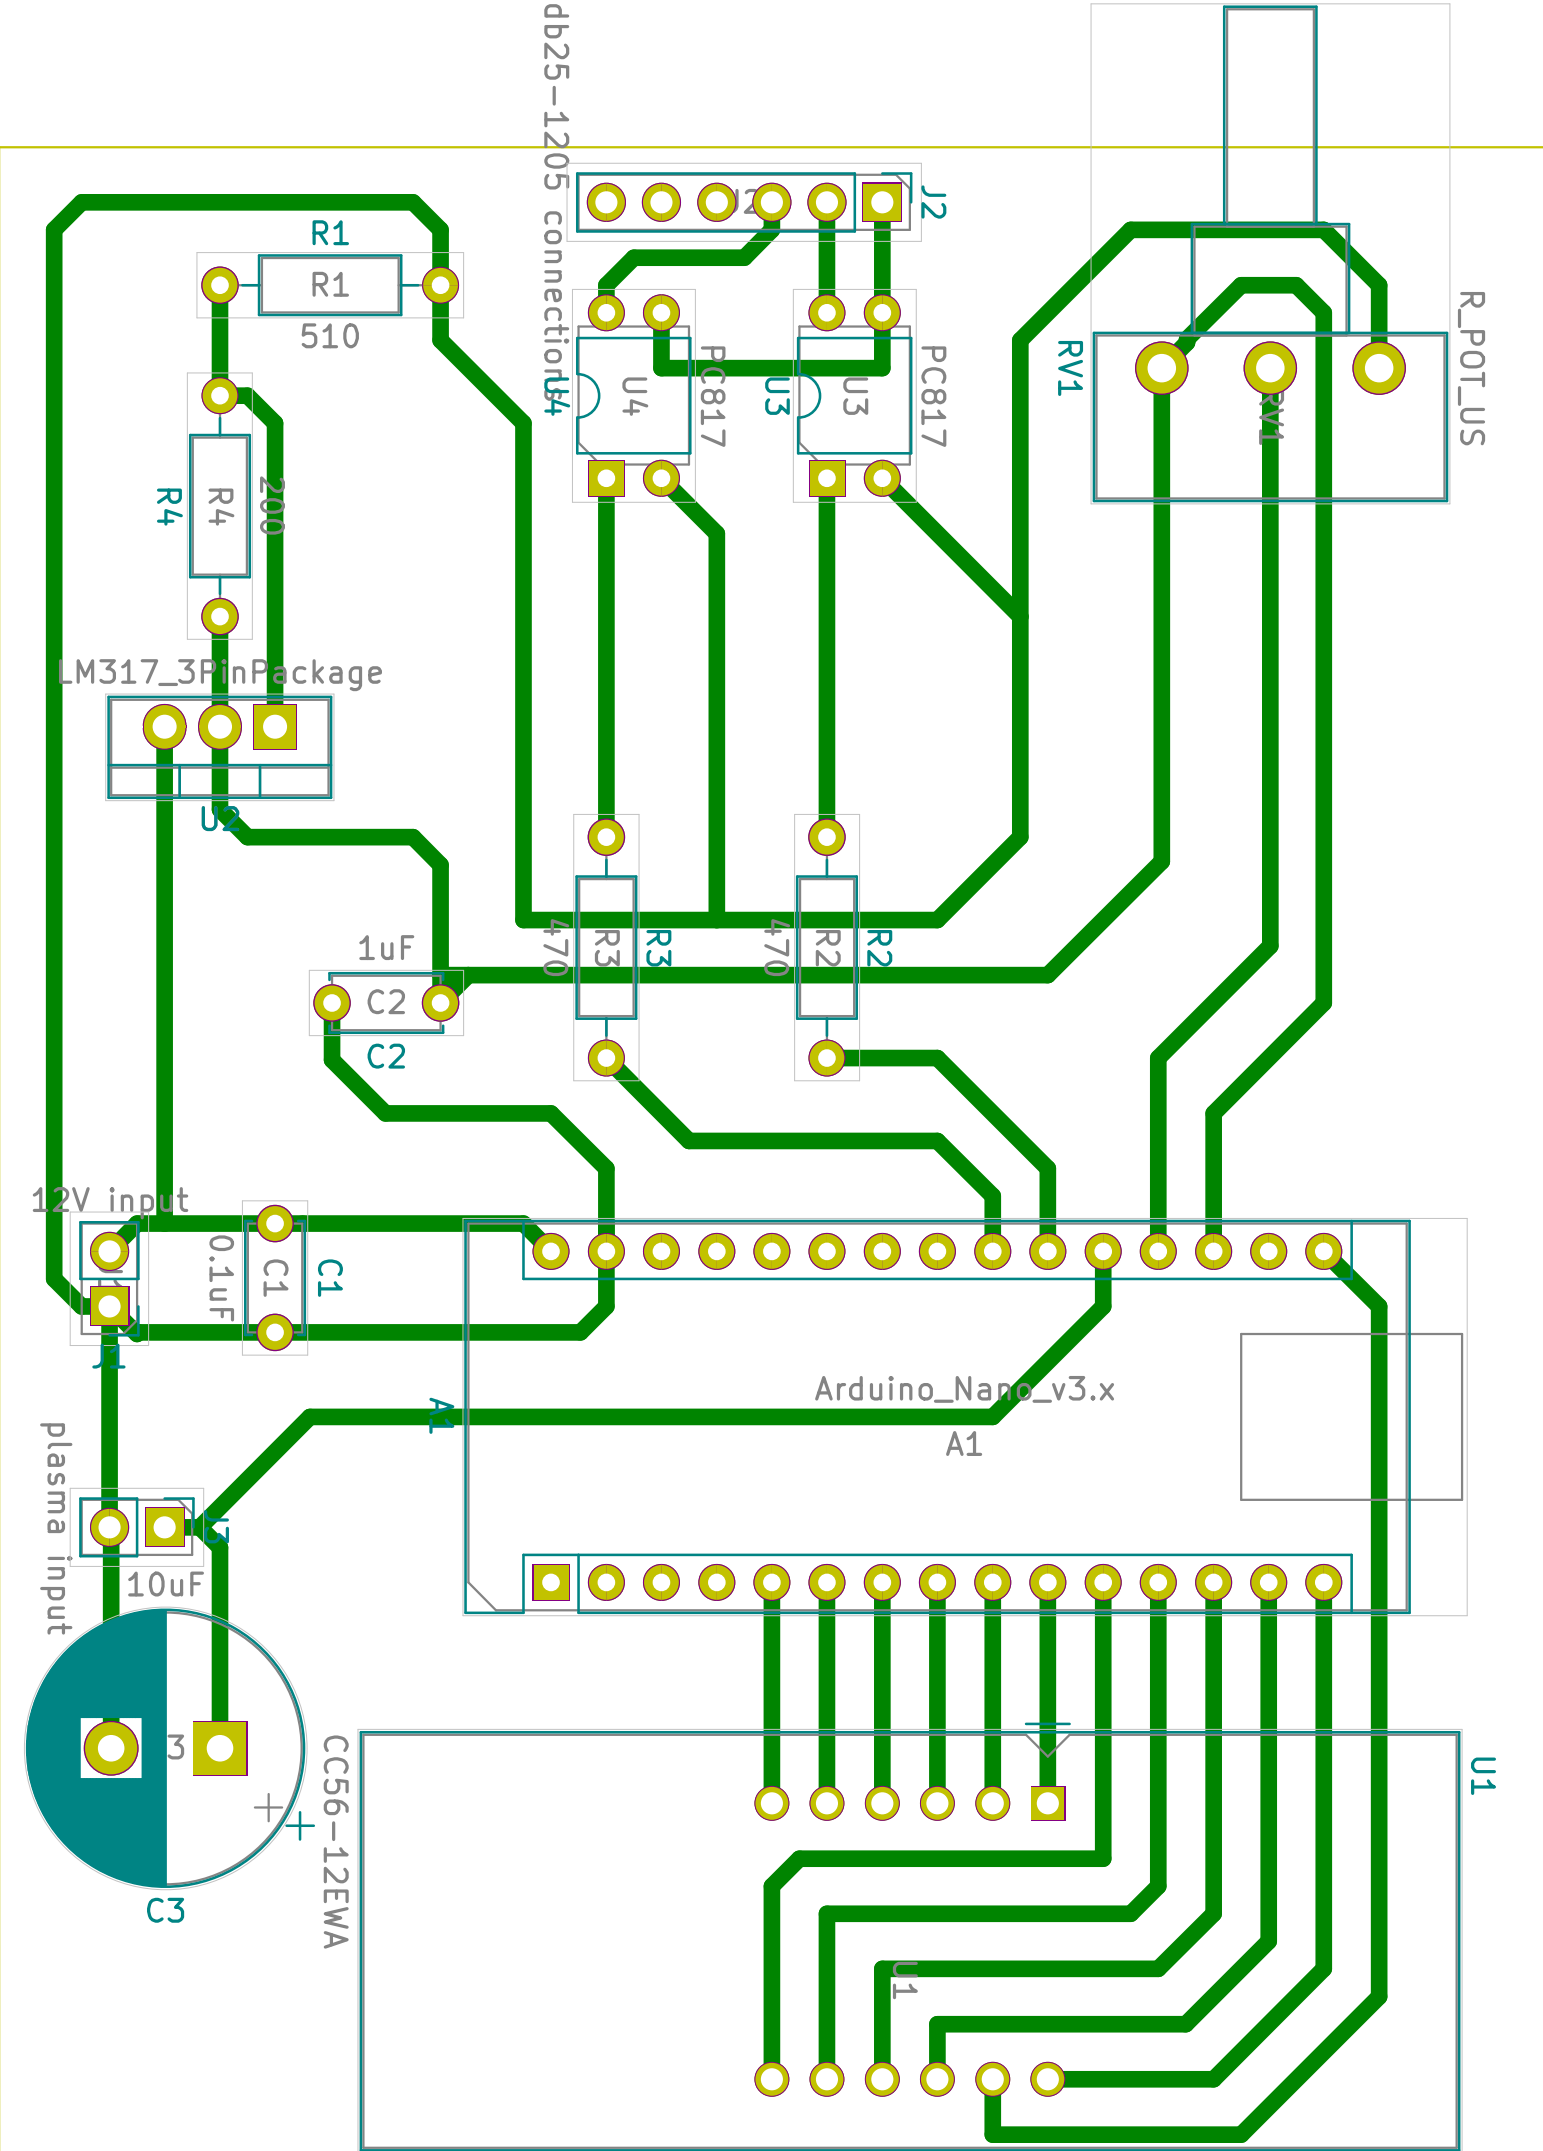 db25-1205 connections
J2
J2
R1
R1
510
R_POT_US
RV1
RV1
U4
U4
PC817
U3
U3
PC817
R4
R4
200
LM317_3PinPackage
U2
1uF
C2
C2
470
R3
R3
470
R2
R2
12V input
J1
0.1uF
C1
C1
Arduino_Nano_v3.x
A1
A1
plasma input
10uF
3
C3
CC56-12EWA
U1
U1